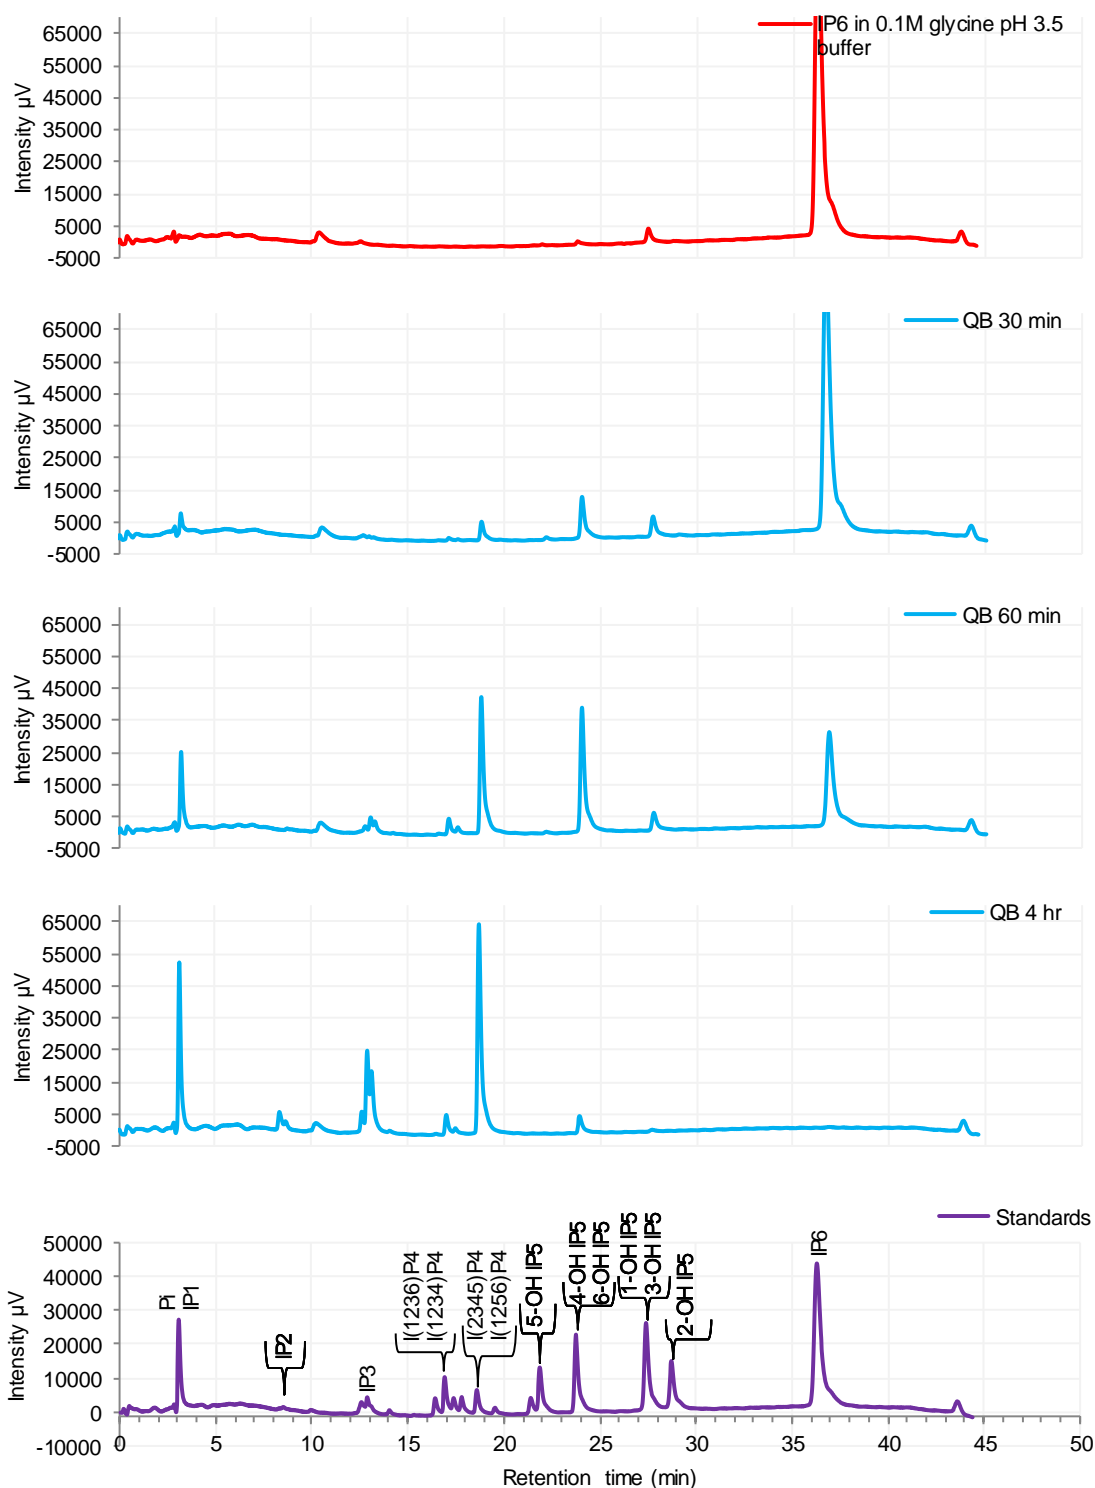 IP6 in 0.1M glycine pH 3.5
buffer
Intensity µV
65000
55000
45000
35000
25000
15000
5000
-5000
QB 30 min
Intensity µV
65000
55000
45000
35000
25000
15000
5000
-5000
QB 60 min
Intensity µV
65000
55000
45000
35000
25000
15000
5000
-5000
QB 4 hr
Intensity µV
65000
55000
45000
35000
25000
15000
5000
-5000
Standards
Intensity µV
50000
40000
30000
20000
10000
0
-10000
Pi
IP1
IP2
IP3
I(1236)P4
I(1234)P4
I(2345)P4
I(1256)P4
5-OH IP5
4-OH IP5
6-OH IP5
1-OH IP5
3-OH IP5
2-OH IP5
IP6
0 5 10 15 20 25 30 35 40 45 50
Retention time (min)